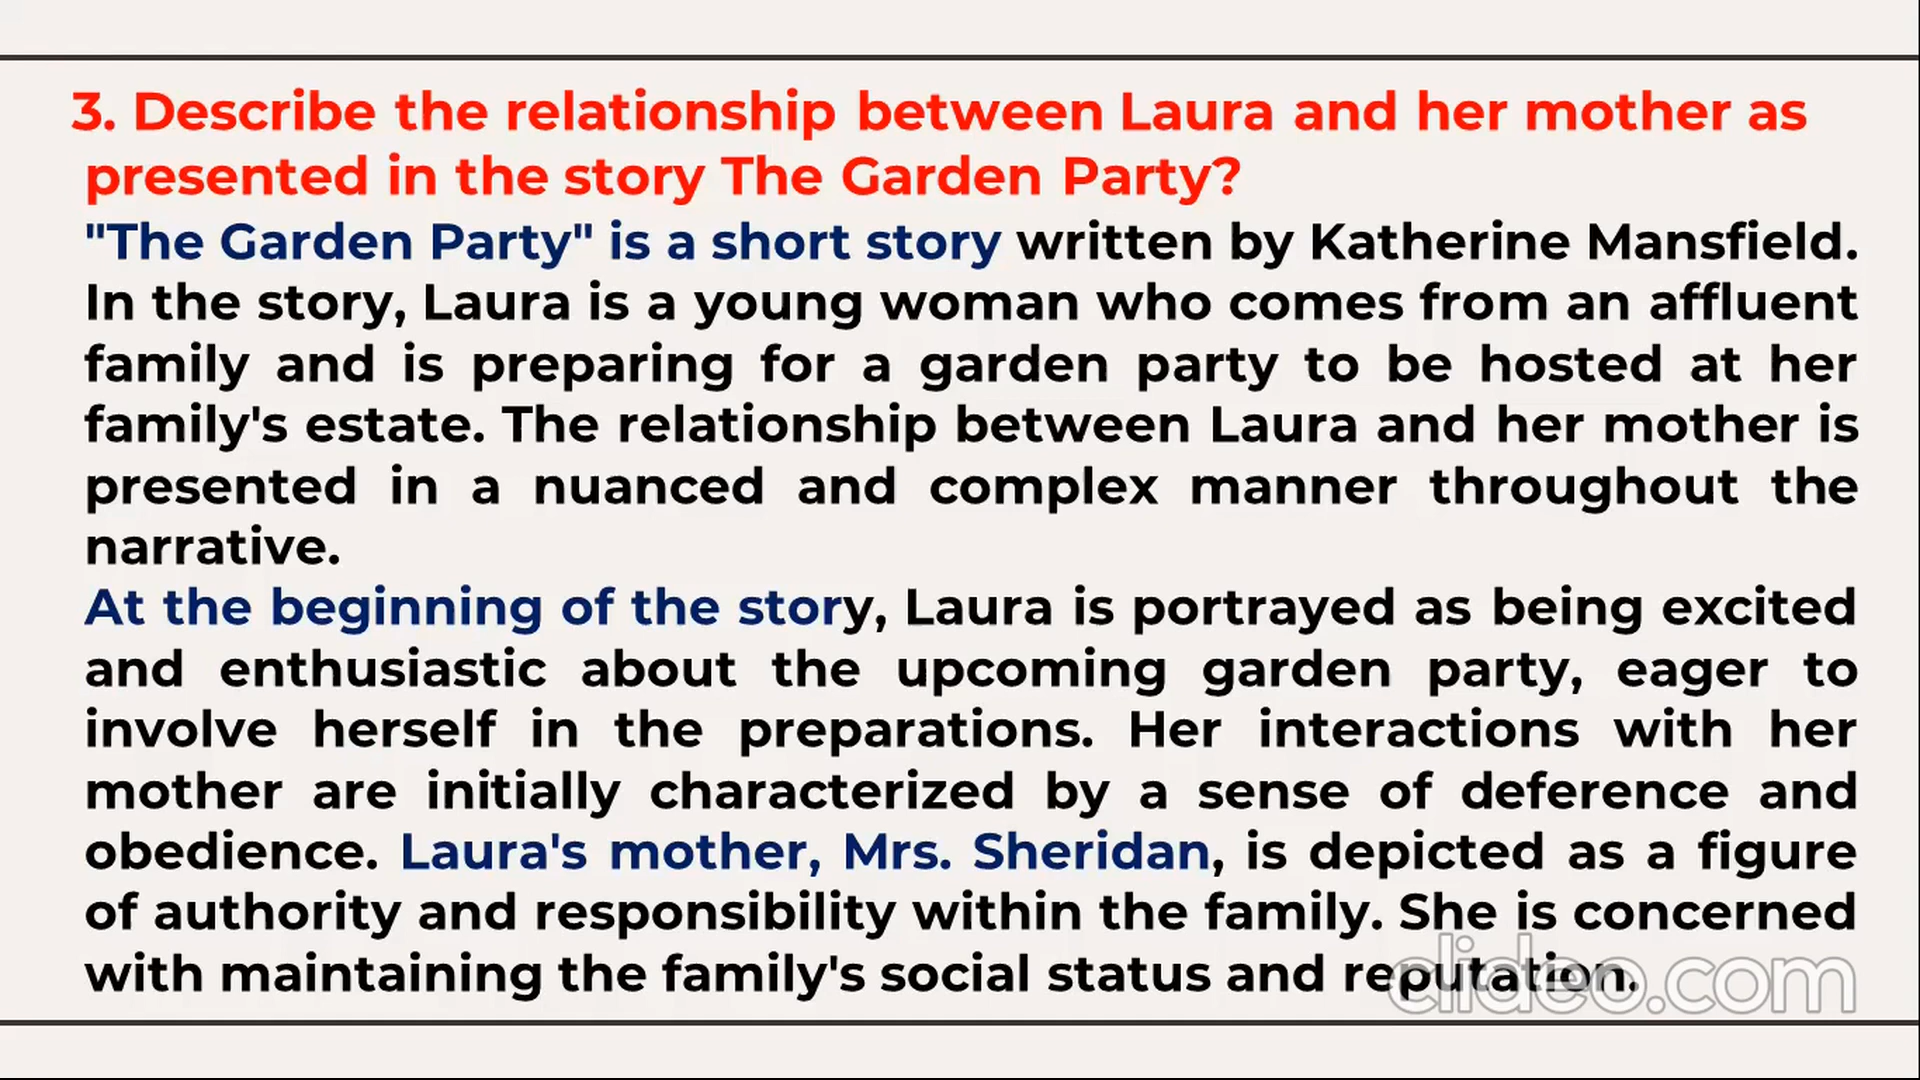 3. Describe the relationship between Laura and her mother as
presented in the story The Garden Party?
"The Garden Party" is a short story written by Katherine Mansfield.
In the story, Laura is a young woman who comes from an affluent
family and is preparing for a garden party to be hosted at her
family's estate. The relationship between Laura and her mother is
presented in a nuanced and complex manner throughout the
narrative.
At the beginning of the story, Laura is portrayed as being excited
and enthusiastic about the upcoming garden party, eager to
involve herself in the preparations. Her interactions with her
mother are initially characterized by a sense of deference and
obedience. Laura's mother, Mrs. Sheridan, is depicted as a figure
of authority and responsibility within the family. She is concerned
with maintaining the family's social status and reputation.
clideo.com